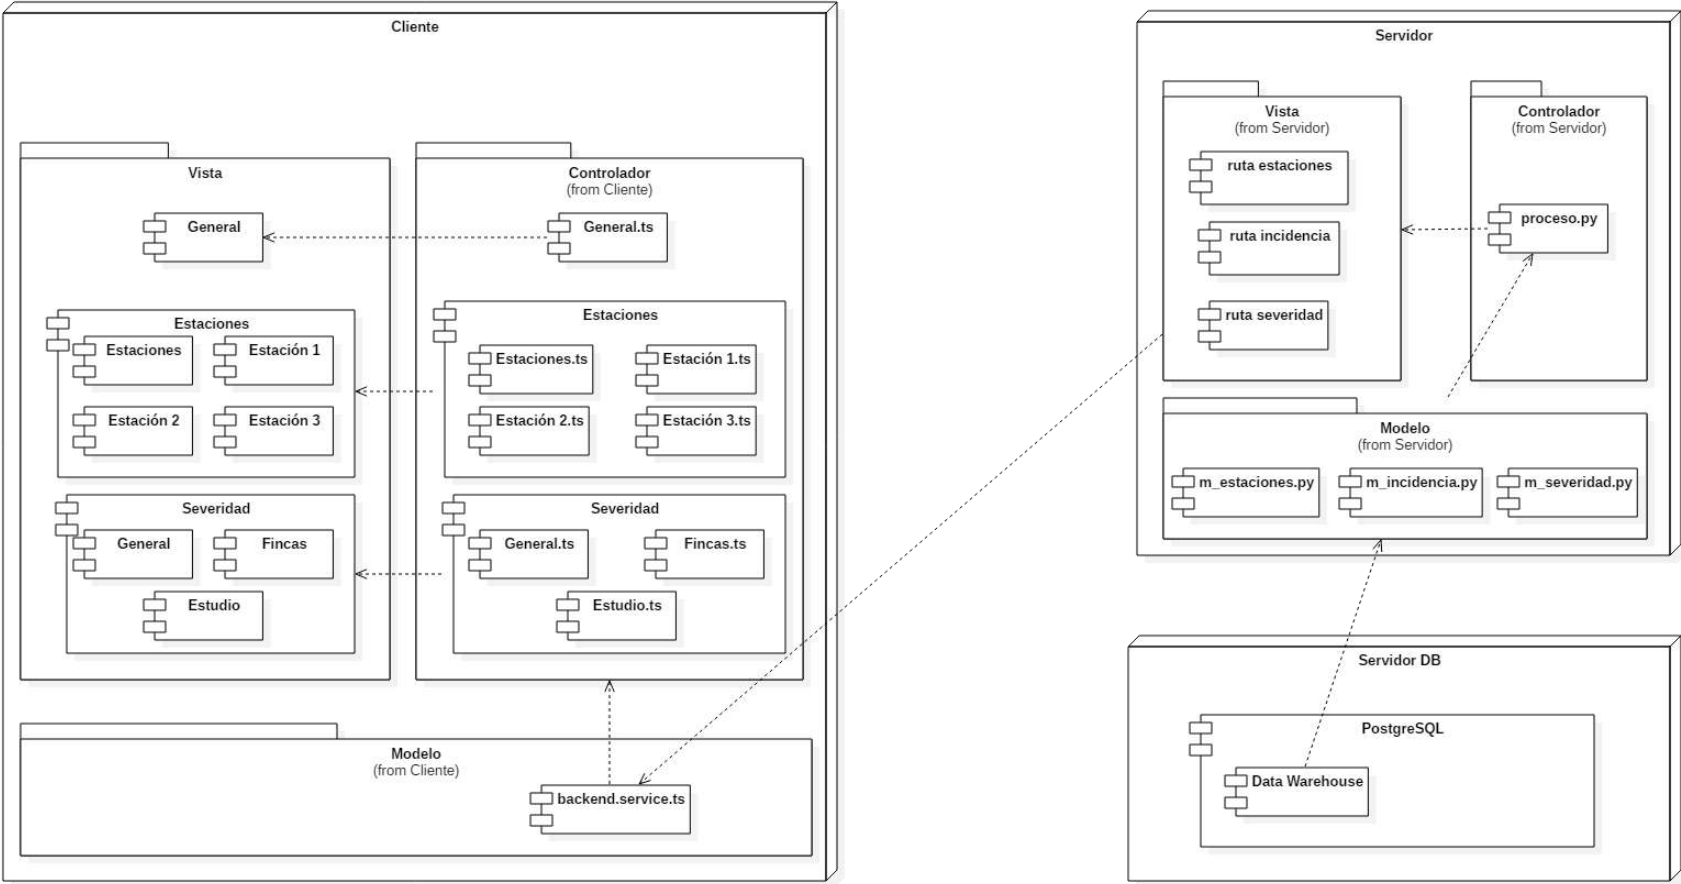 Cliente
Vista
General
Estaciones
Estaciones
Estación 1
Estación 2
Estación 3
Severidad
General
Fincas
Estudio
Controlador
(from Cliente)
General.ts
Estaciones
Estaciones.ts
Estación 1.ts
Estación 2.ts
Estación 3.ts
Severidad
General.ts
Fincas.ts
Estudio.ts
Modelo
(from Cliente)
backend.service.ts
Servidor
Vista
(from Servidor)
ruta estaciones
ruta incidencia
ruta severidad
Controlador
(from Servidor)
proceso.py
Modelo
(from Servidor)
m_estaciones.py
m_incidencia.py
m_severidad.py
Servidor DB
PostgreSQL
Data Warehouse